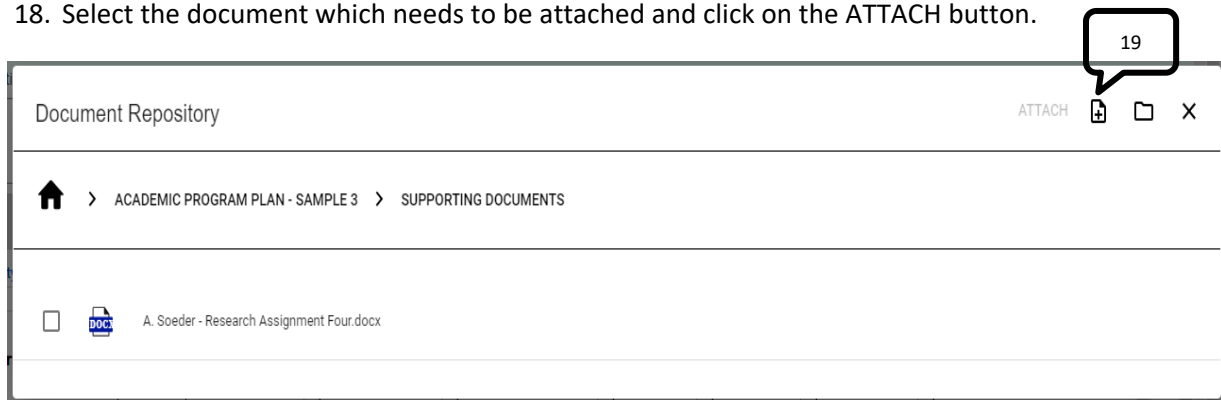 18. Select the document which needs to be attached and click on the ATTACH button.
19
Document Repository
ATTACH
ACADEMIC PROGRAM PLAN - SAMPLE 3 > SUPPORTING DOCUMENTS
DOCX
A. Soeder - Research Assignment Four.docx